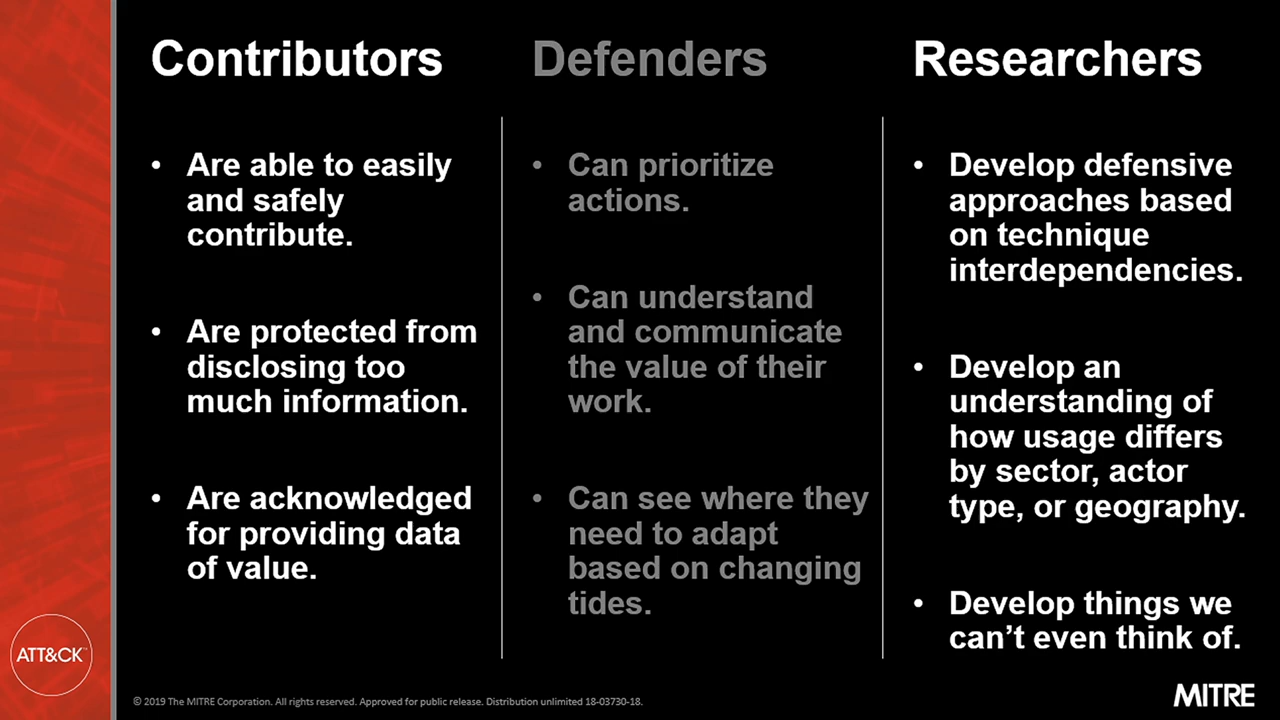 Contributors
• Are able to easily
and safely
contribute.
• Are protected from
disclosing too
much information.
• Are acknowledged
for providing data
of value.
Defenders
• Can prioritize
actions.
• Can understand
and communicate
the value of their
work.
• Can see where they
need to adapt
based on changing
tides.
Researchers
• Develop defensive
approaches based
on technique
interdependencies.
• Develop an
understanding of
how usage differs
by sector, actor
type, or geography.
• Develop things we
can’t even think of.
ATT&CK™
© 2019 The MITRE Corporation. All rights reserved. Approved for public release. Distribution unlimited 18-03730-18.
MITRE